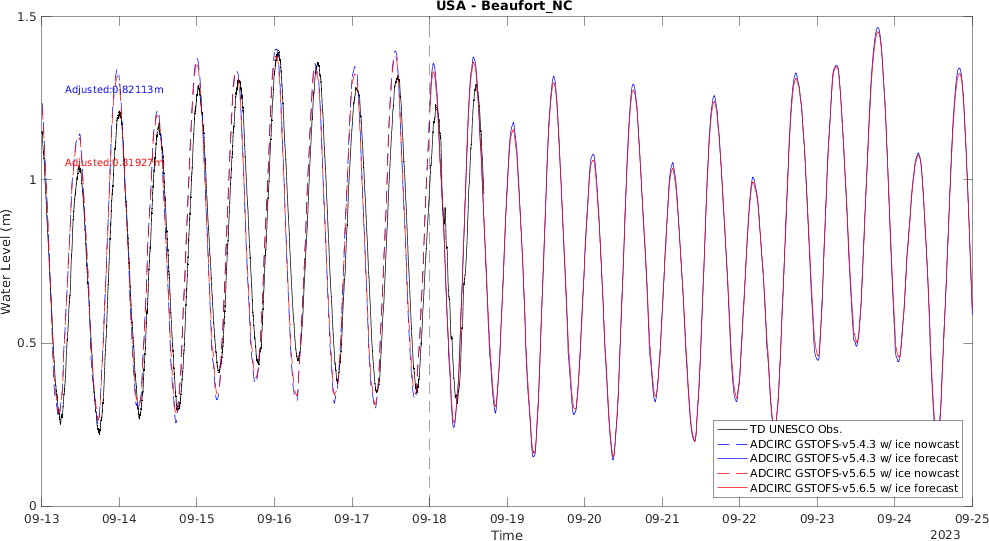 USA - Beaufort_NC
1.5
Adjusted:0.82113m
Adjusted:0.81927m
1
Water Level (m)
0.5
TD UNESCO Obs.
ADCIRC GSTOFS-v5.4.3 w/ ice nowcast
ADCIRC GSTOFS-v5.4.3 w/ ice forecast
ADCIRC GSTOFS-v5.6.5 w/ ice nowcast
ADCIRC GSTOFS-v5.6.5 w/ ice forecast
0
09-13 09-14 09-15 09-16 09-17 09-18 09-19 09-20 09-21 09-22 09-23 09-24 09-25
Time
2023